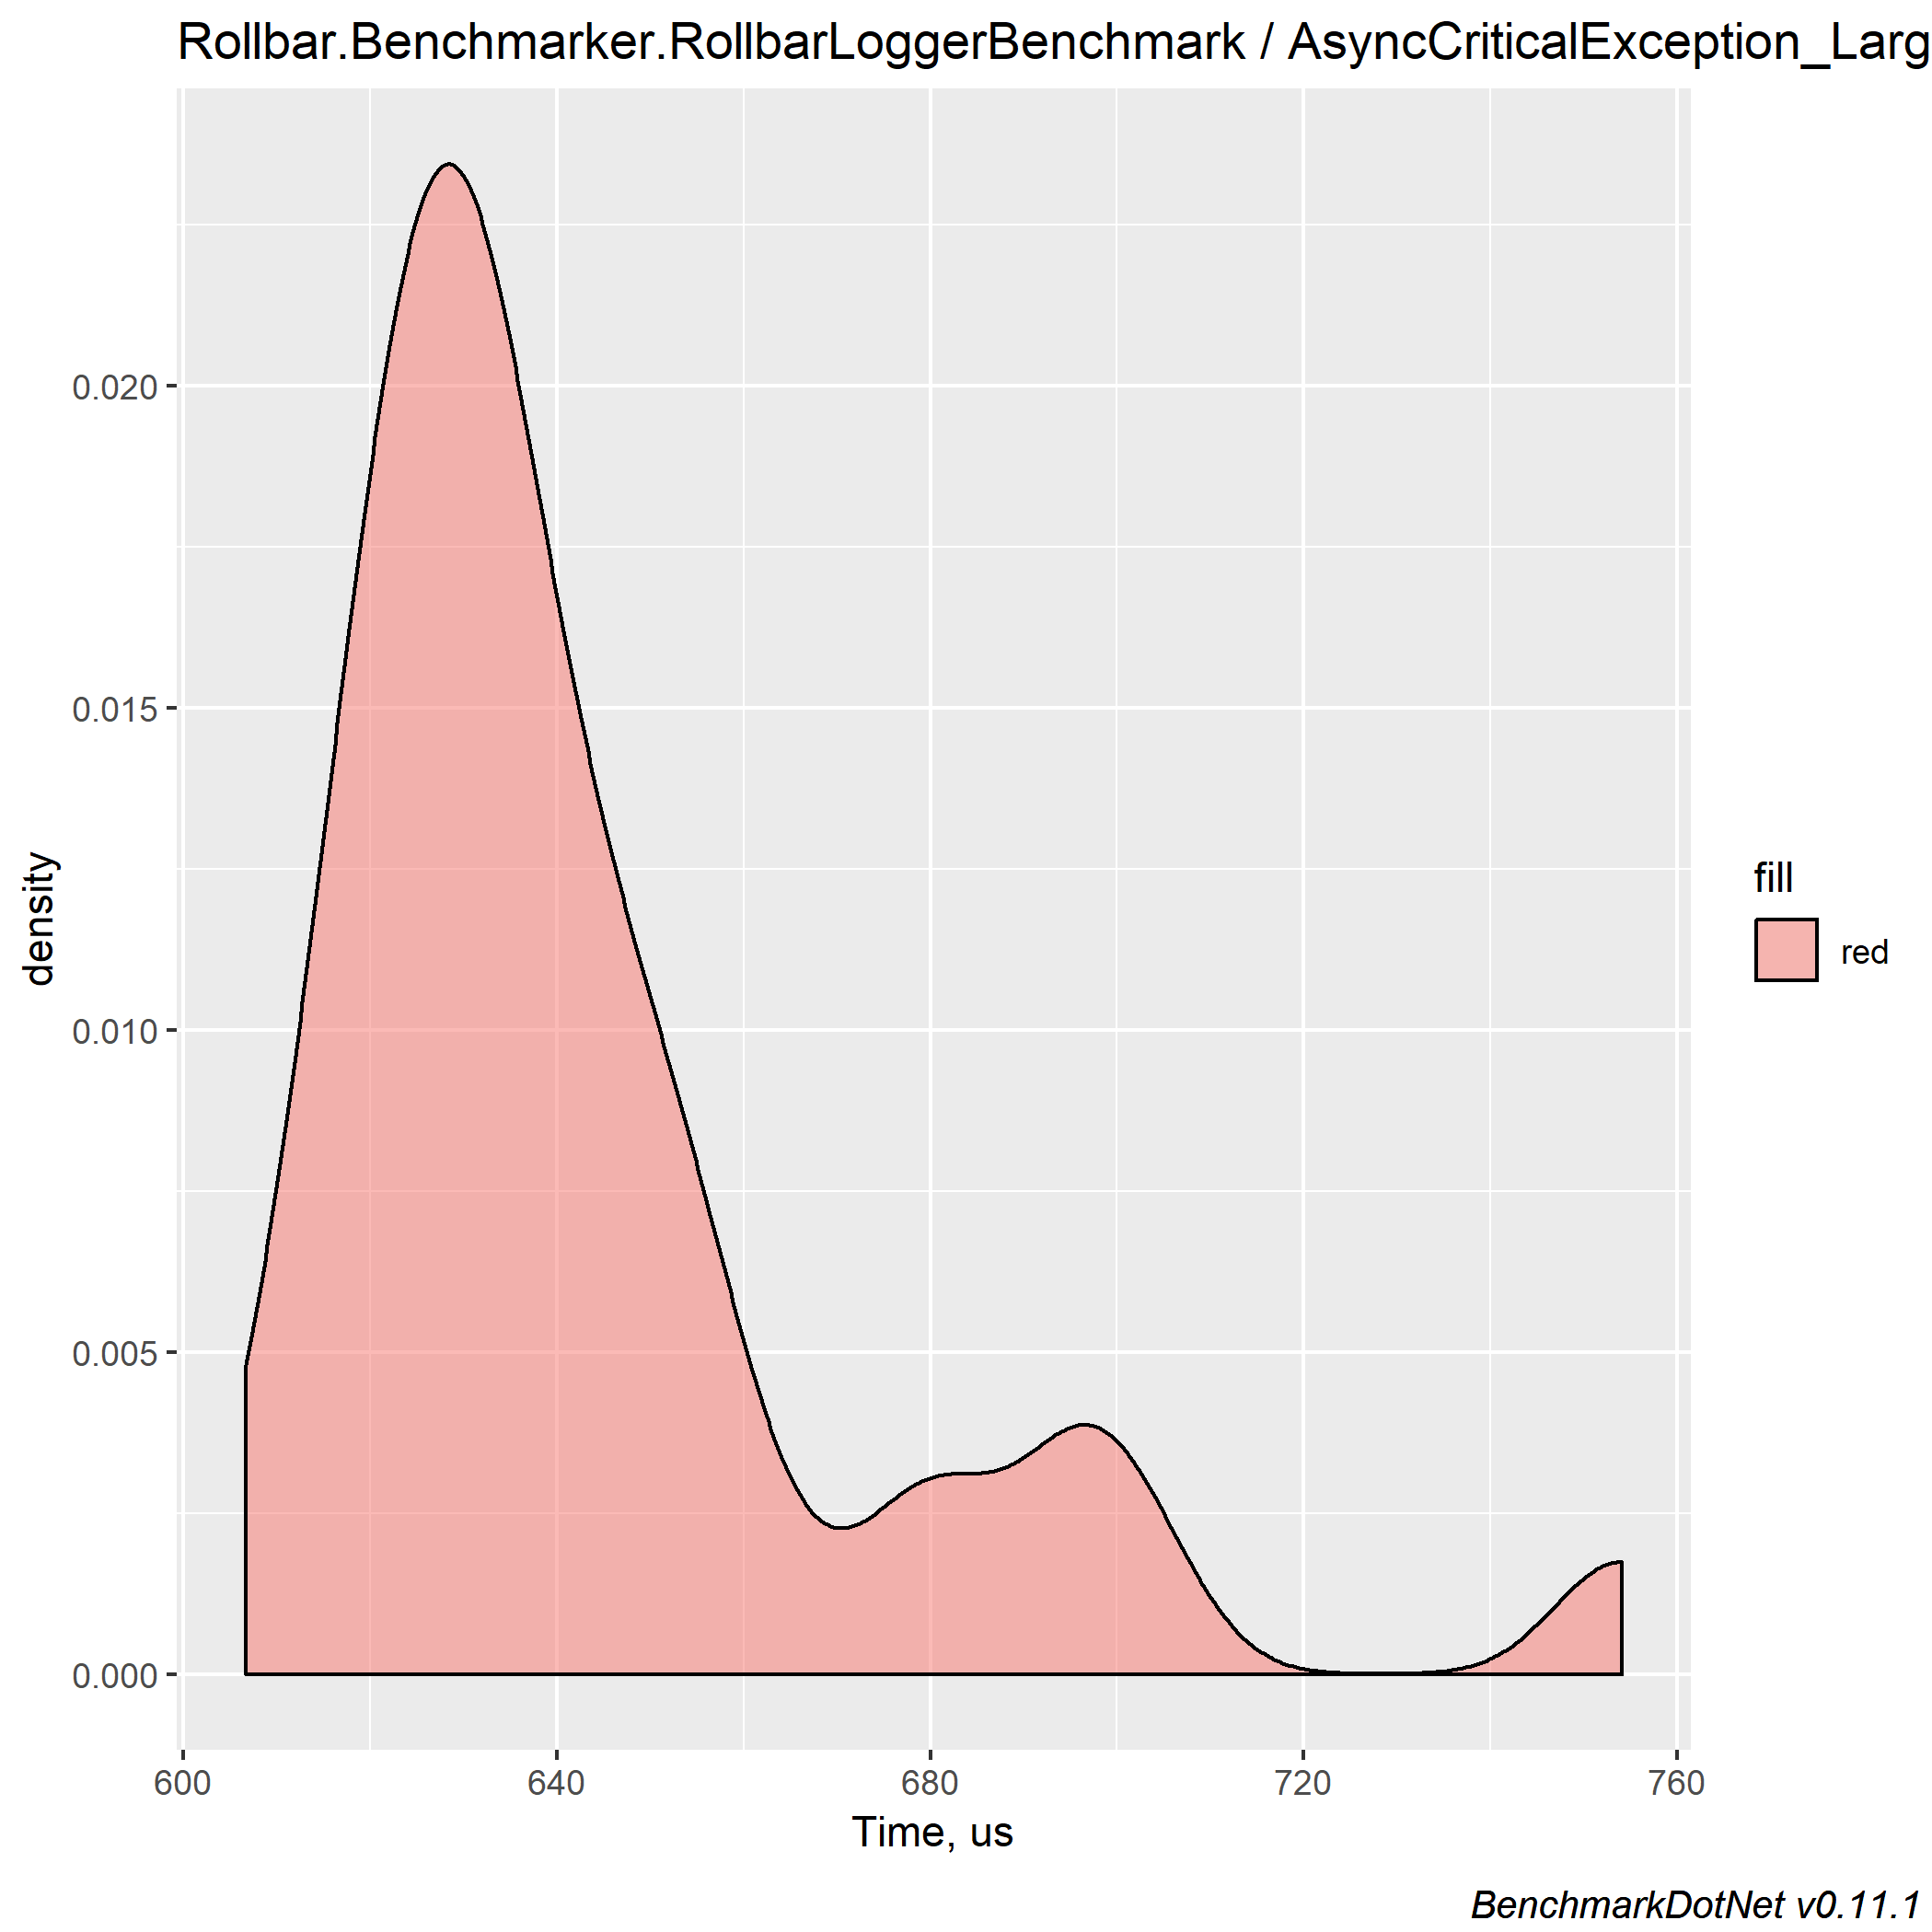 Rollbar.Benchmarker.RollbarLoggerBenchmark / AsyncCriticalException_Larg
0.020
0.015
0.010
0.005
0.000
density
600 640 680 720 760
Time, us
fill
red
BenchmarkDotNet v0.11.1